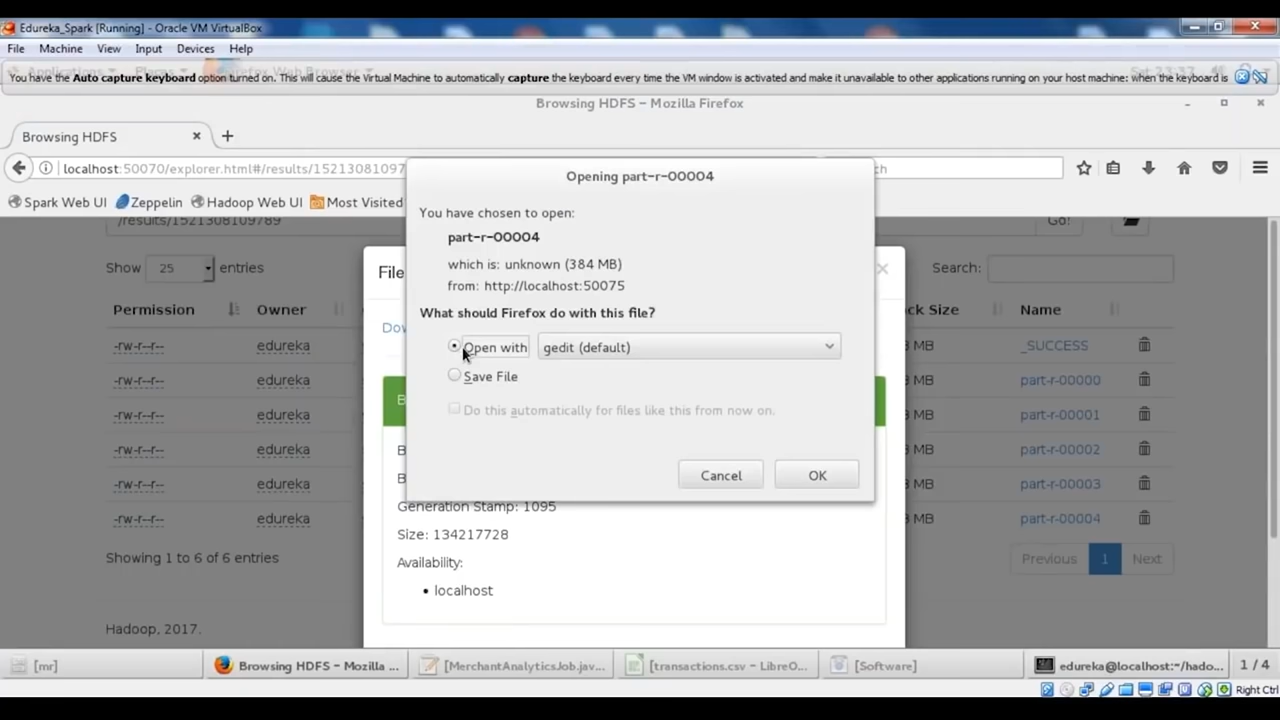 Edureka_Spark [Running] - Oracle VM VirtualBox
File Machine View Input Devices Help
You have the Auto capture keyboard option turned on. This will cause the Virtual Machine to automatically capture the keyboard every time the VM window is activated and make it unavailable to other applications running on your host machine: when the keyboard is
Browsing HDFS – Mozilla Firefox
Browsing HDFS
localhost:50070/explorer.html#/results/15213081097
Spark Web UI Zeppelin Hadoop Web UI Most Visited
/results/1521308109789 Go!
Show 25 entries Search:
Permission Owner Name
-rw-r--r-- edureka _SUCCESS
-rw-r--r-- edureka part-r-00000
-rw-r--r-- edureka part-r-00001
-rw-r--r-- edureka part-r-00002
-rw-r--r-- edureka MB part-r-00003
-rw-r--r-- edureka MB part-r-00004
Showing 1 to 6 of 6 entries Previous 1 Next
Hadoop, 2017.
File
Generation Stamp: 1095
Size: 134217728
Availability:
localhost
Opening part-r-00004
You have chosen to open:
part-r-00004
which is: unknown (384 MB)
from: http://localhost:50075
What should Firefox do with this file?
Open with gedit (default)
Save File
Do this automatically for files like this from now on.
Cancel OK
[mr] Browsing HDFS – Mozilla ... [MerchantAnalyticsJob.jav... [transactions.csv – LibreO... [Software] edureka@localhost:~/hado... 1 / 4
Right Ctrl